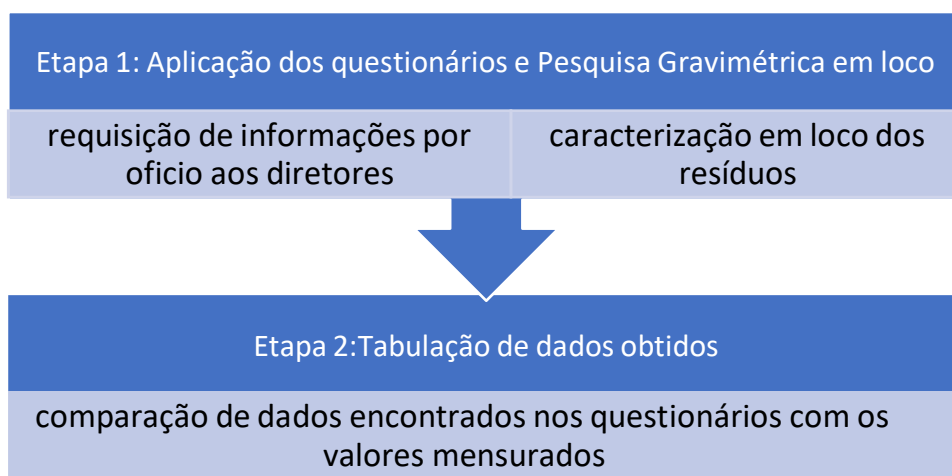 Etapa 1: Aplicação dos questionários e Pesquisa Gravimétrica em loco
requisição de informações por
oficio aos diretores
caracterização em loco dos
resíduos
Etapa 2:Tabulação de dados obtidos
comparação de dados encontrados nos questionários com os
valores mensurados